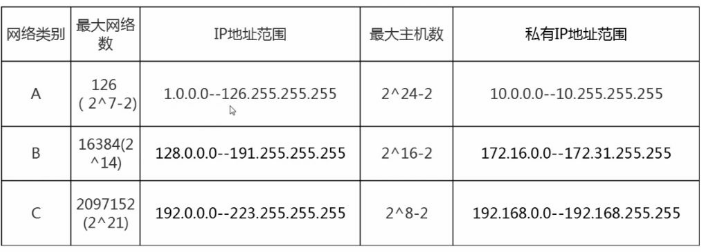 网络类别
最大网络
数
IP地址范围
最大主机数
私有IP地址范围
A
126
( 2^7-2)
1.0.0.0--126.255.255.255
2^24-2
10.0.0.0--10.255.255.255
B
16384(2
^14)
128.0.0.0--191.255.255.255
2^16-2
172.16.0.0--172.31.255.255
C
2097152
(2^21)
192.0.0.0--223.255.255.255
2^8-2
192.168.0.0--192.168.255.255